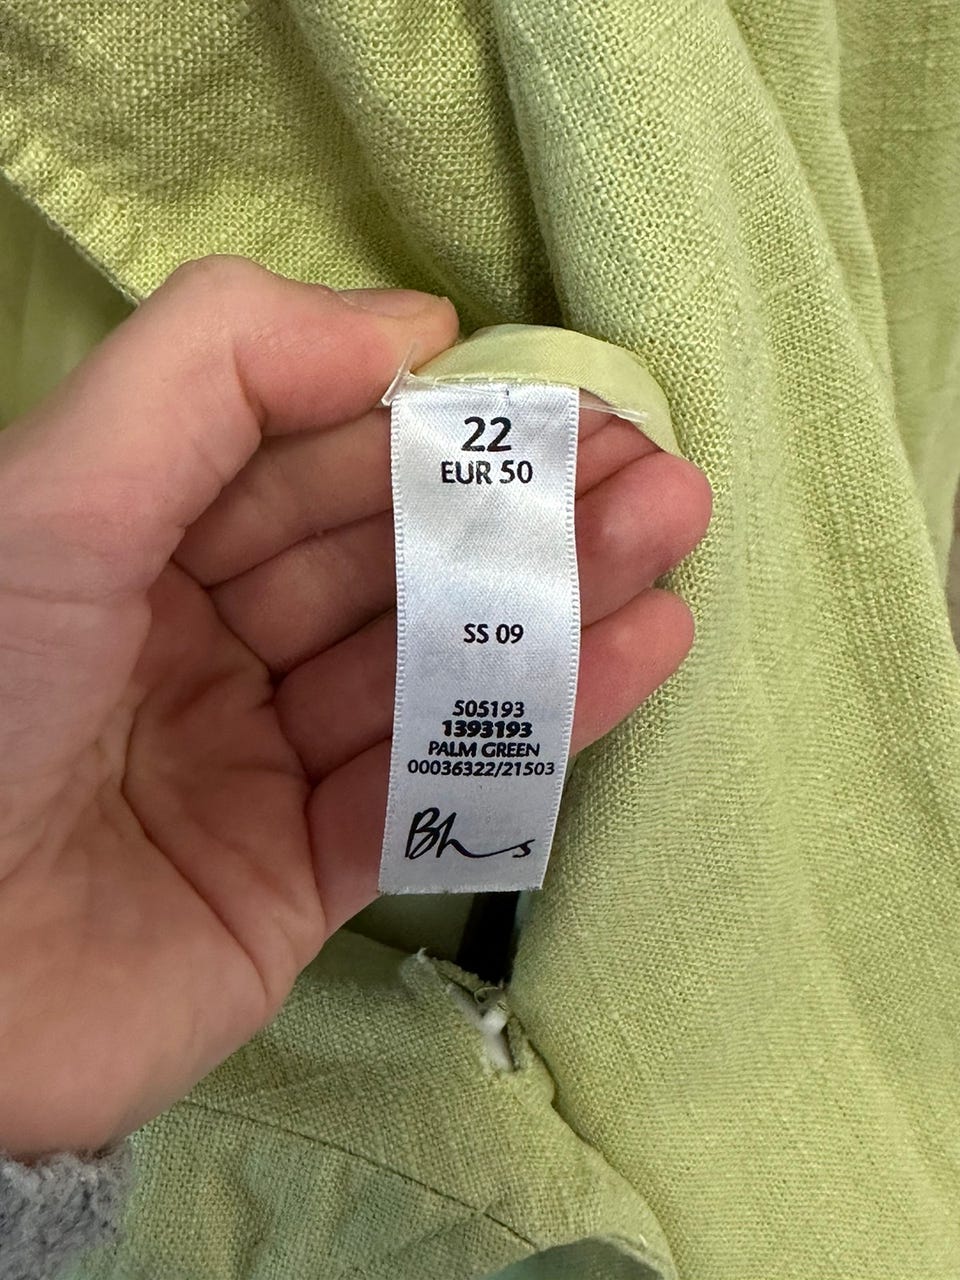 22
EUR 50
SS 09
505193
1393193
PALM GREEN
00036322/21503
Bhs